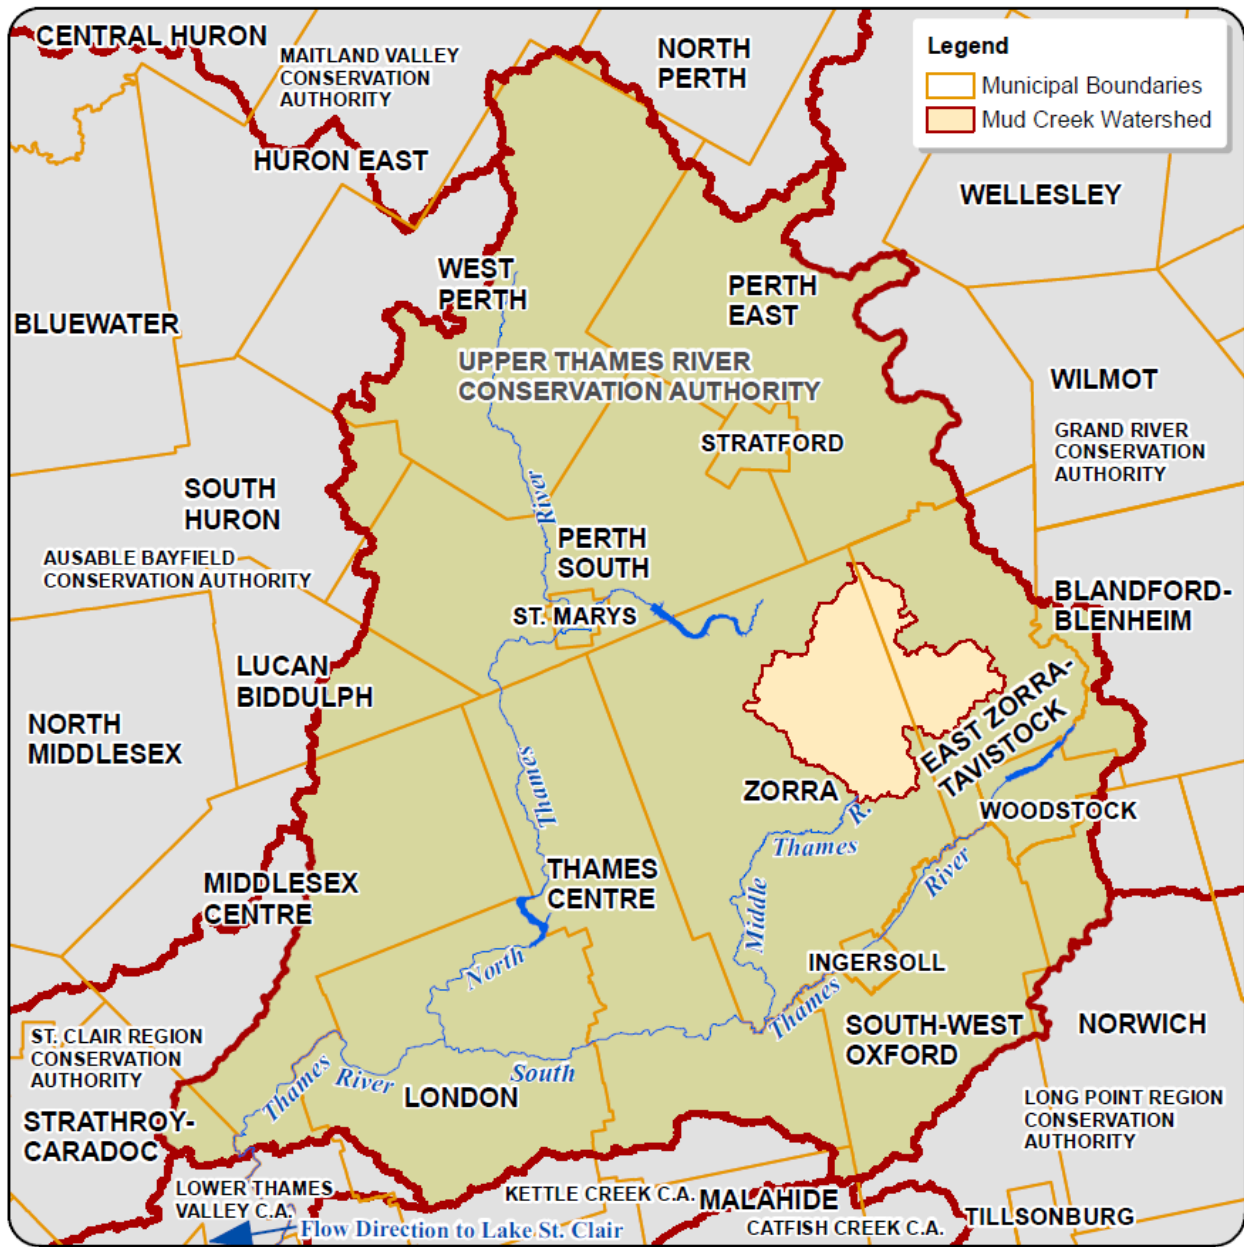 CENTRAL HURON
MAITLAND VALLEY
CONSERVATION
AUTHORITY
NORTH
PERTH
Legend
Municipal Boundaries
Mud Creek Watershed
HURON EAST
WELLESLEY
WEST
PERTH
PERTH
EAST
BLUEWATER
UPPER THAMES RIVER
CONSERVATION AUTHORITY
WILMOT
STRATFORD
GRAND RIVER
CONSERVATION
AUTHORITY
SOUTH
HURON
River
PERTH
SOUTH
AUSABLE BAYFIELD
CONSERVATION AUTHORITY
BLANDFORD-
BLENHEIM
ST. MARYS
LUCAN
BIDDULPH
NORTH
MIDDLESEX
EAST ZORRA-
TAVISTOCK
Thames
ZORRA
WOODSTOCK
R.
Thames
River
MIDDLESEX
CENTRE
THAMES
CENTRE
Middle
North
INGERSOLL
Thames
SOUTH-WEST
OXFORD
NORWICH
ST. CLAIR REGION
CONSERVATION
AUTHORITY
Thames
River
South
LONDON
STRATHROY-
CARADOC
LONG POINT REGION
CONSERVATION
AUTHORITY
LOWER THAMES
VALLEY C.A.
KETTLE CREEK C.A.
MALAHIDE
CATFISH CREEK C.A.
TILLSONBURG
Flow Direction to Lake St. Clair